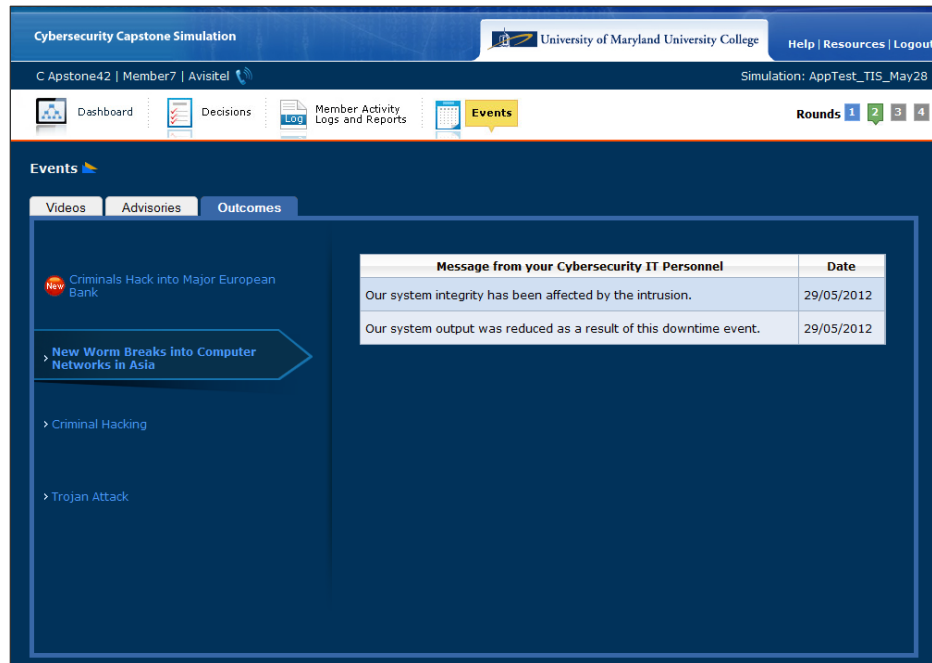 Cybersecurity Capstone Simulation
University of Maryland University College
Help | Resources | Logout
C Apstone42 | Member7 | Avisitel
Simulation: AppTest_TIS_May28
Dashboard
Decisions
Log
Member Activity
Logs and Reports
Events
Rounds 1 2 3 4
Events
Videos
Advisories
Outcomes
New
Criminals Hack into Major European
Bank
New Worm Breaks into Computer
Networks in Asia
Criminal Hacking
Trojan Attack
Message from your Cybersecurity IT Personnel Date
Our system integrity has been affected by the intrusion. 29/05/2012
Our system output was reduced as a result of this downtime event. 29/05/2012